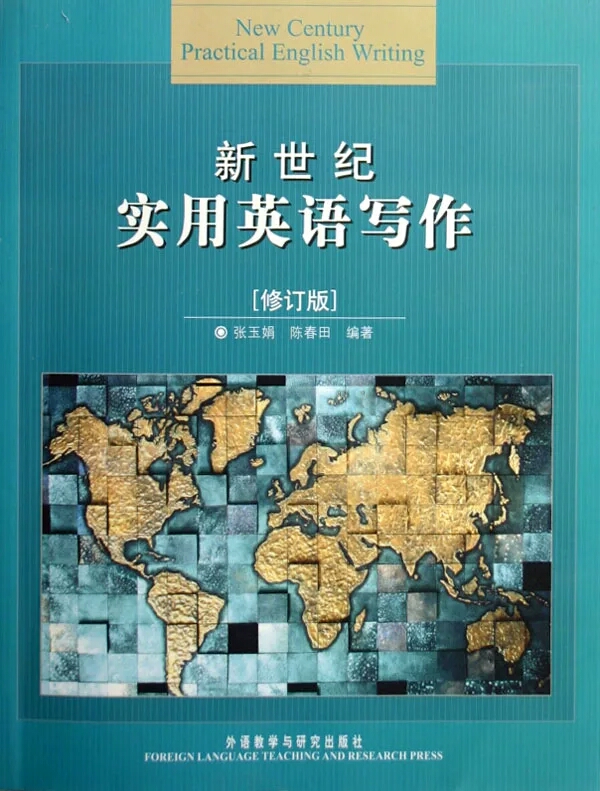 New Century
Practical English Writing
新世纪
实用英语写作
[修订版]
张玉娟 陈春田 编著
外语教学与研究出版社
FOREIGN LANGUAGE TEACHING AND RESEARCH PRESS